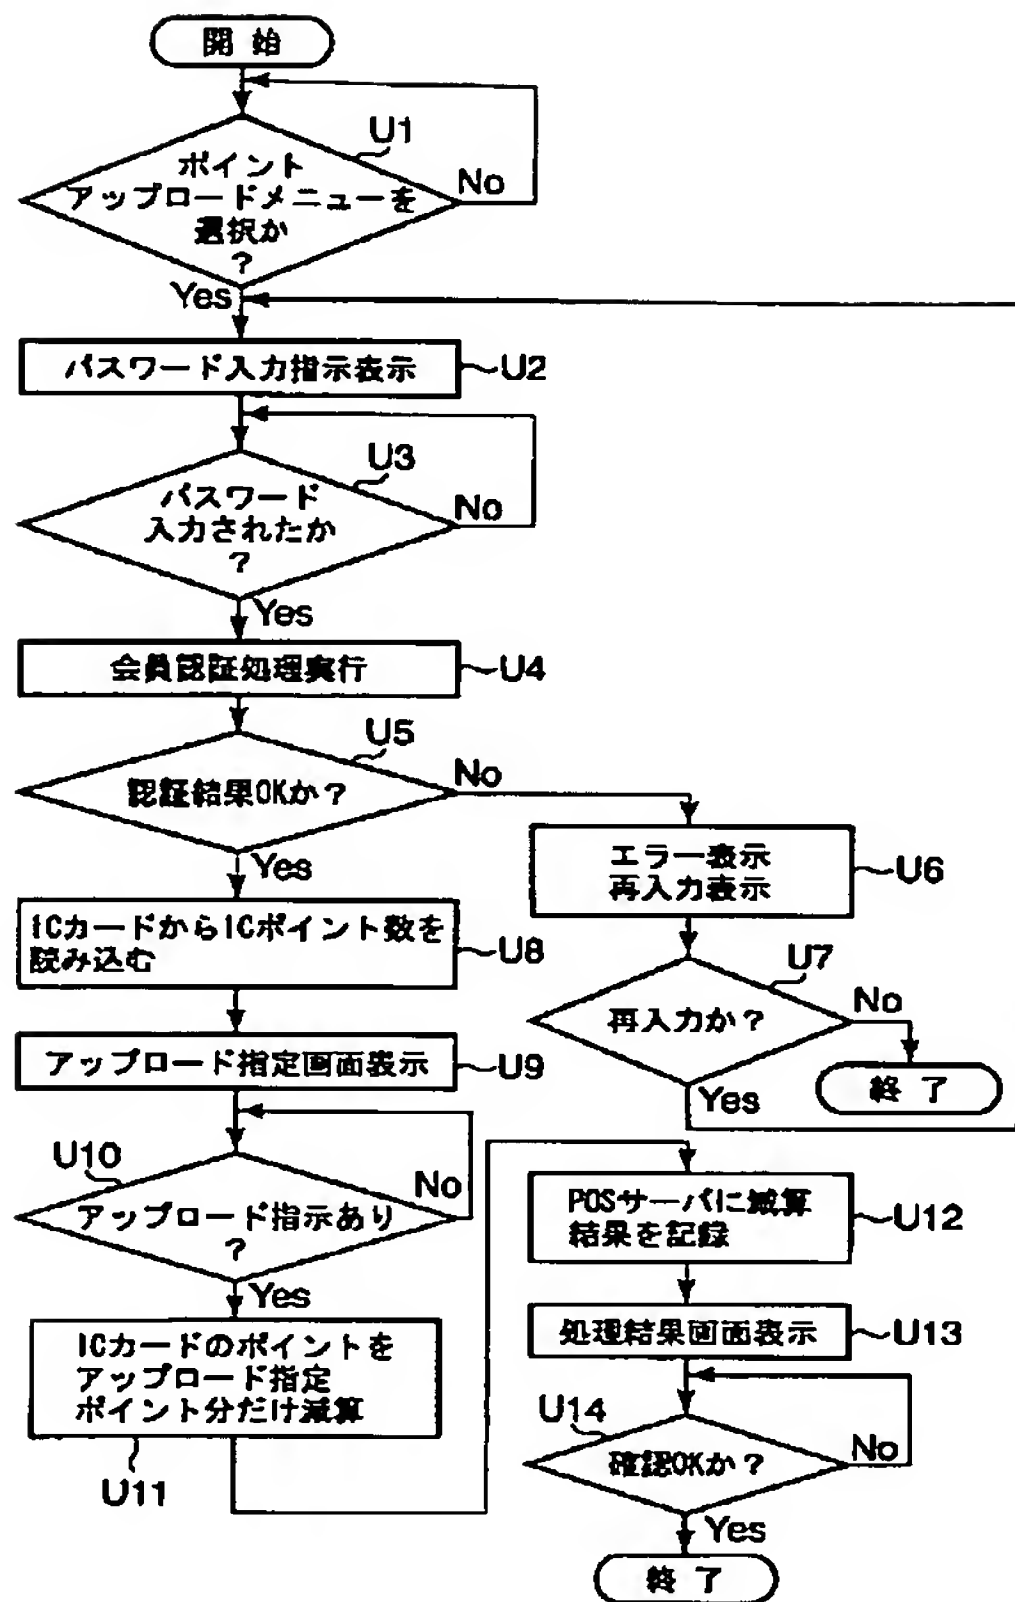 開始
U1
ポイント
アップロードメニューを
選択か
?
No
Yes
パスワード入力指示表示
U2
U3
パスワード
入力されたか
?
No
Yes
会員認証処理実行
U4
U5
認証結果OKか?
No
Yes
エラー表示
再入力表示
U6
ICカードからICポイント数を
読み込む
U8
U7
再入力か?
No
Yes
終了
アップロード指定画面表示
U9
U10
アップロード指示あり
?
No
Yes
ICカードのポイントを
アップロード指定
ポイント分だけ減算
U11
POSサーバに減算
結果を記録
U12
処理結果画面表示
U13
U14
確認OKか?
No
Yes
終了